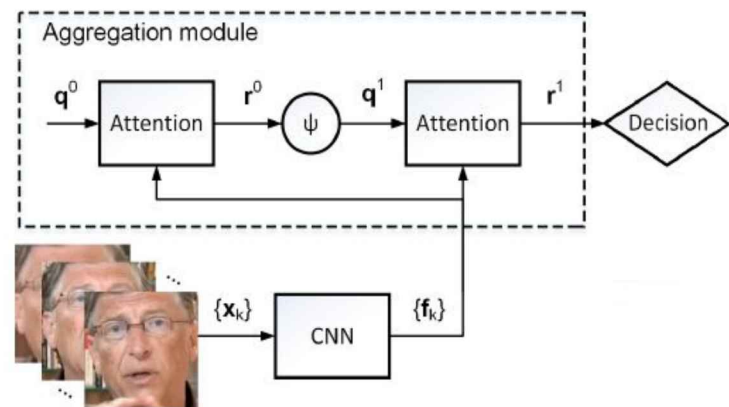 Aggregation module
q⁰ r⁰ q¹ r¹
Attention ψ Attention Decision
... 
{xₖ} {fₖ}
CNN
...